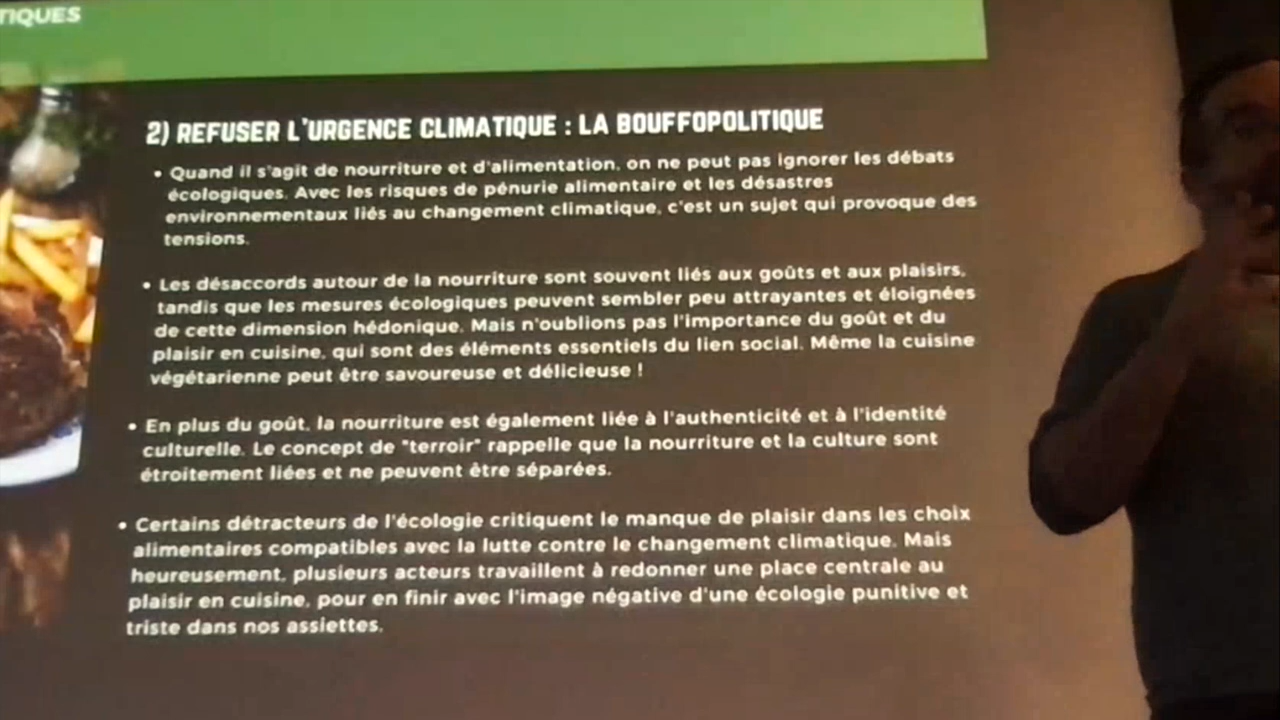 TIQUES
2) REFUSER L'URGENCE CLIMATIQUE : LA BOUFFOPOLITIQUE
• Quand il s'agit de nourriture et d'alimentation, on ne peut pas ignorer les débats
écologiques. Avec les risques de pénurie alimentaire et les désastres
environnementaux liés au changement climatique, c'est un sujet qui provoque des
tensions.
• Les désaccords autour de la nourriture sont souvent liés aux goûts et aux plaisirs,
tandis que les mesures écologiques peuvent sembler peu attrayantes et éloignées
de cette dimension hédonique. Mais n'oublions pas l'importance du goût et du
plaisir en cuisine, qui sont des éléments essentiels du lien social. Même la cuisine
végétarienne peut être savoureuse et délicieuse !
• En plus du goût, la nourriture est également liée à l'authenticité et à l'identité
culturelle. Le concept de "terroir" rappelle que la nourriture et la culture sont
étroitement liées et ne peuvent être séparées.
• Certains détracteurs de l'écologie critiquent le manque de plaisir dans les choix
alimentaires compatibles avec la lutte contre le changement climatique. Mais
heureusement, plusieurs acteurs travaillent à redonner une place centrale au
plaisir en cuisine, pour en finir avec l'image négative d'une écologie punitive et
triste dans nos assiettes.